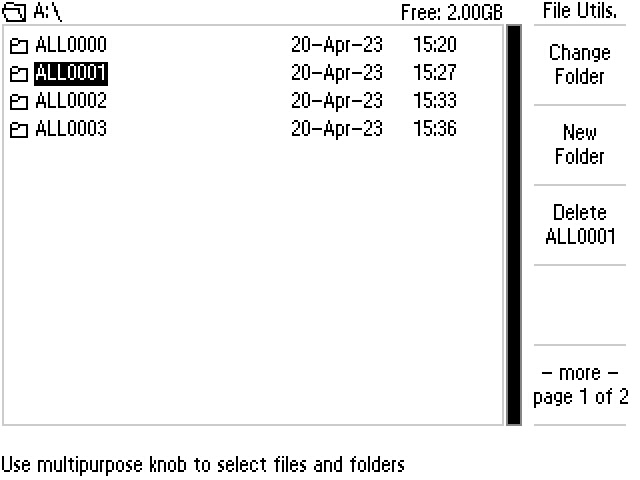 A:\ Free: 2.00GB File Utils.
ALL0000 20-Apr-23 15:20
ALL0001 20-Apr-23 15:27
ALL0002 20-Apr-23 15:33
ALL0003 20-Apr-23 15:36
Change
Folder
New
Folder
Delete
ALL0001
- more -
page 1 of 2
Use multipurpose knob to select files and folders